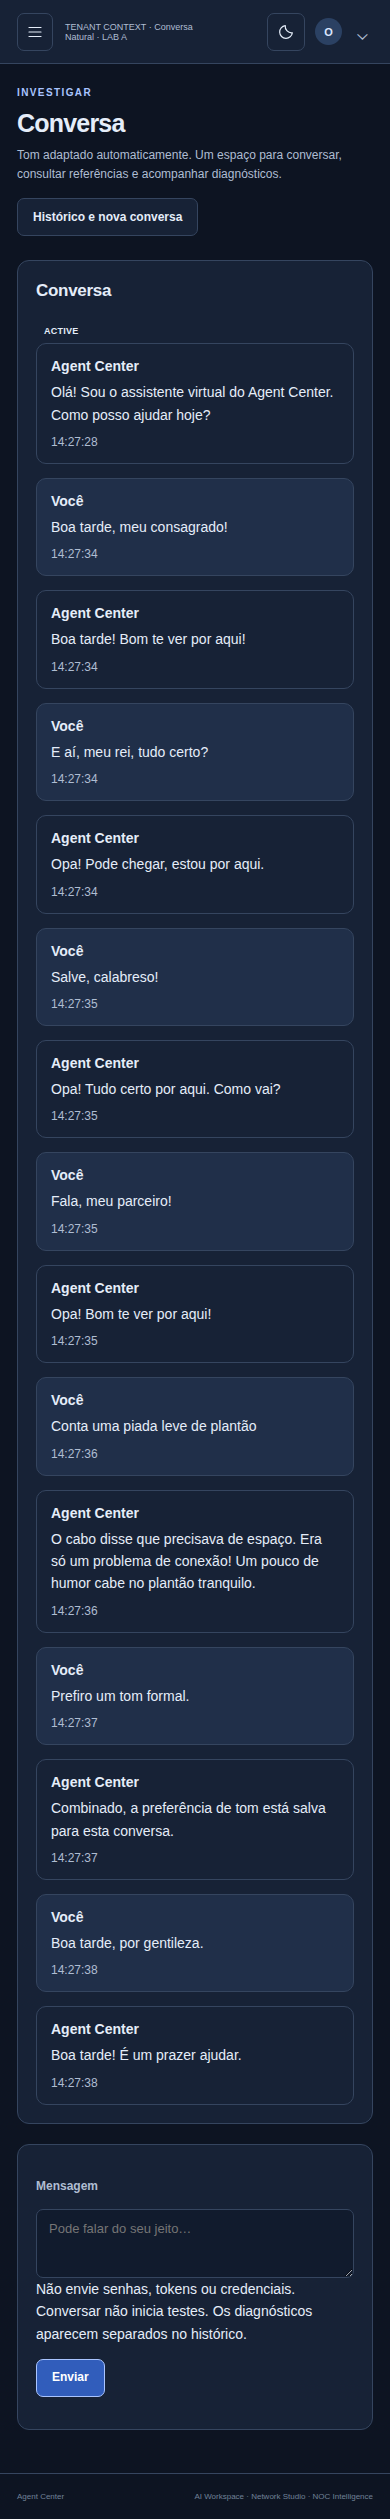 TENANT CONTEXT · Conversa
Natural · LAB A
O
INVESTIGAR
Conversa
Tom adaptado automaticamente. Um espaço para conversar,
consultar referências e acompanhar diagnósticos.
Histórico e nova conversa
Conversa
ACTIVE
Agent Center
Olá! Sou o assistente virtual do Agent Center.
Como posso ajudar hoje?
14:27:28
Você
Boa tarde, meu consagrado!
14:27:34
Agent Center
Boa tarde! Bom te ver por aqui!
14:27:34
Você
E aí, meu rei, tudo certo?
14:27:34
Agent Center
Opa! Pode chegar, estou por aqui.
14:27:34
Você
Salve, calabreso!
14:27:35
Agent Center
Opa! Tudo certo por aqui. Como vai?
14:27:35
Você
Fala, meu parceiro!
14:27:35
Agent Center
Opa! Bom te ver por aqui!
14:27:35
Você
Conta uma piada leve de plantão
14:27:36
Agent Center
O cabo disse que precisava de espaço. Era
só um problema de conexão! Um pouco de
humor cabe no plantão tranquilo.
14:27:36
Você
Prefiro um tom formal.
14:27:37
Agent Center
Combinado, a preferência de tom está salva
para esta conversa.
14:27:37
Você
Boa tarde, por gentileza.
14:27:38
Agent Center
Boa tarde! É um prazer ajudar.
14:27:38
Mensagem
Pode falar do seu jeito…
Não envie senhas, tokens ou credenciais.
Conversar não inicia testes. Os diagnósticos
aparecem separados no histórico.
Enviar
Agent Center
AI Workspace · Network Studio · NOC Intelligence